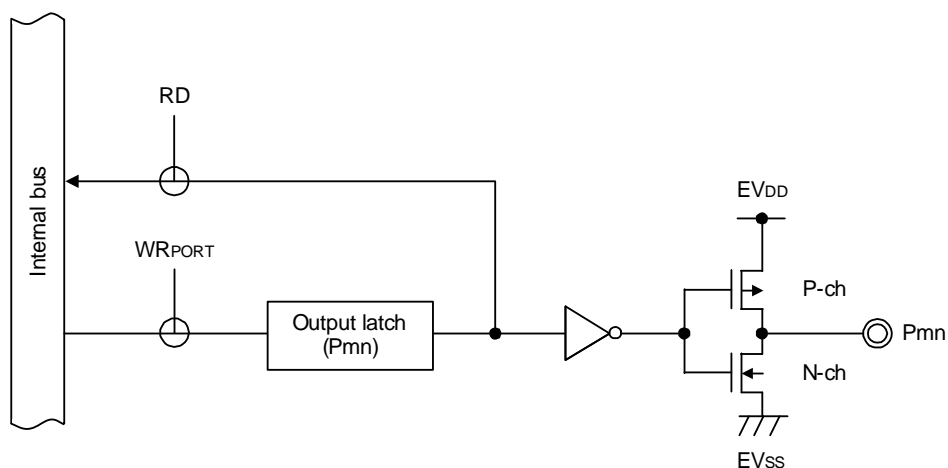 RD
Internal bus
WRPORT
Output latch
(Pmn)
EVDD
P-ch
Pmn
N-ch
EVSS